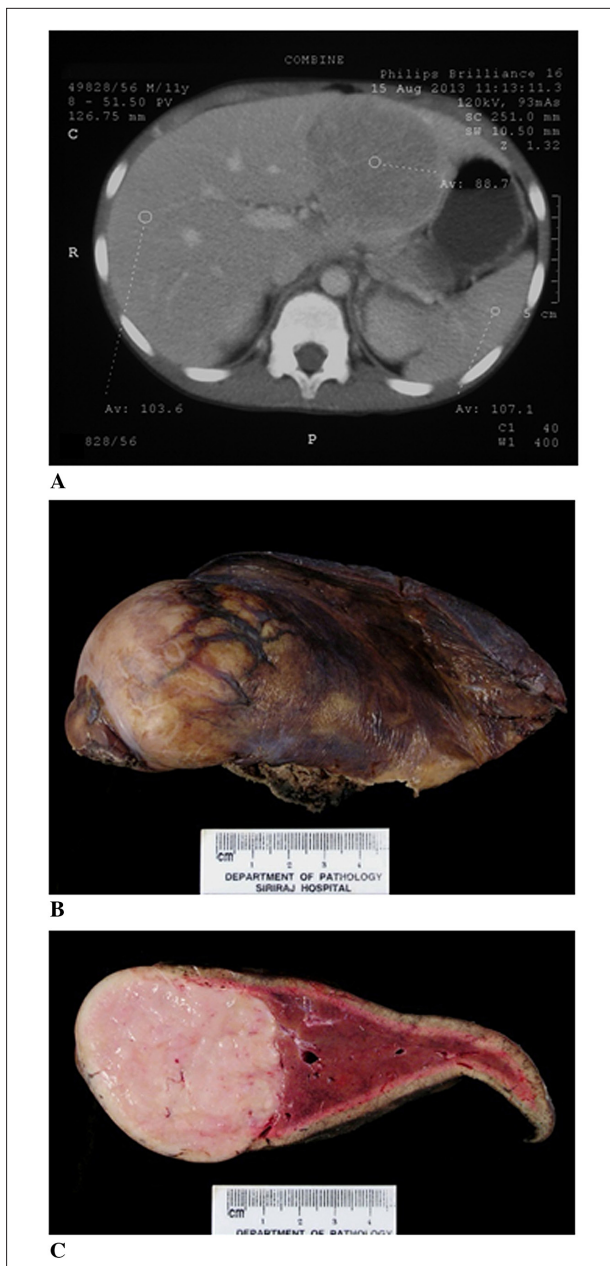 COMBINE
49828/56 M/11y
8 - 51.50 PV
126.75 mm
Philips Brilliance 16
15 Aug 2013 11:13:11.3
120kV, 93mAs
SC 251.0 mm
SW 10.50 mm
Z 1.32
C
Av: 88.7
R
5 cm
Av: 103.6
Av: 107.1
828/56
P
C1 40
W1 400
A
cm 1 2 3 4
DEPARTMENT OF PATHOLOGY
SIRIRAJ HOSPITAL
B
cm 1 2 3 4
DEPARTMENT OF PATHOLOGY
C